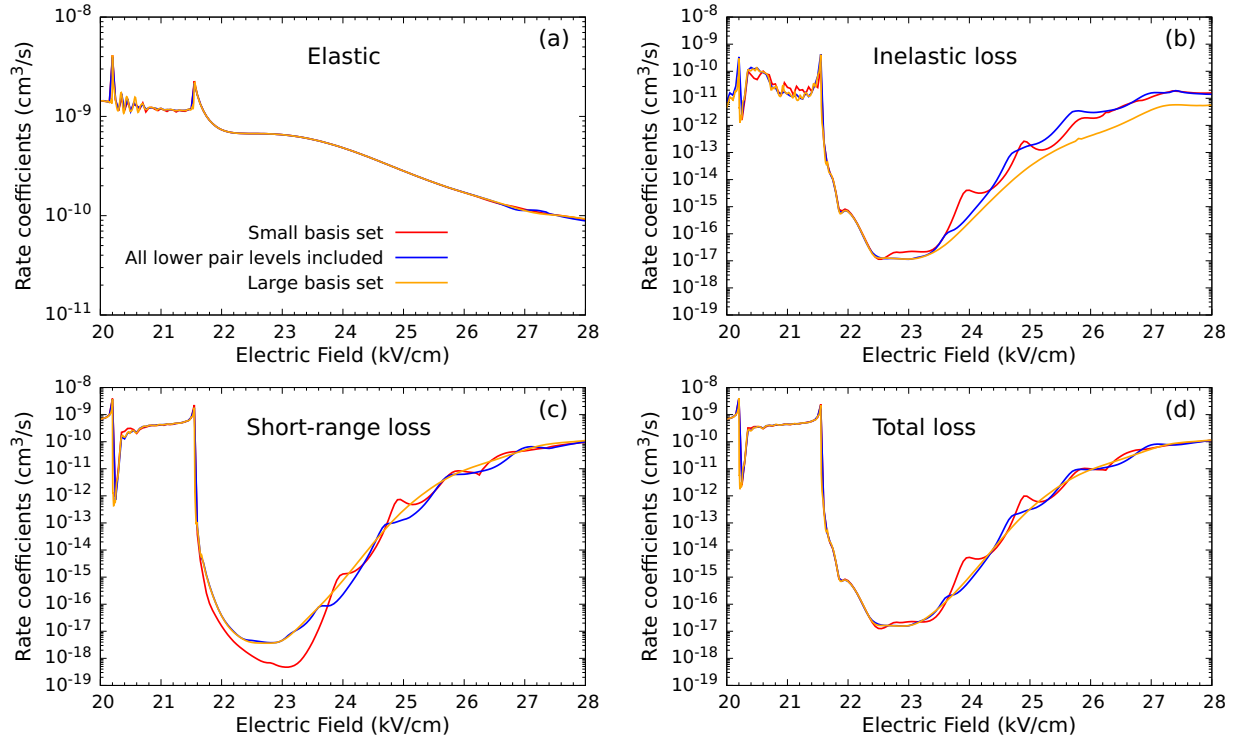 (a)
Elastic
Rate coefficients (cm³/s)
10⁻⁸
10⁻⁹
10⁻¹⁰
10⁻¹¹
Small basis set
All lower pair levels included
Large basis set
20 21 22 23 24 25 26 27 28
Electric Field (kV/cm)
(b)
Inelastic loss
Rate coefficients (cm³/s)
10⁻⁸
10⁻⁹
10⁻¹⁰
10⁻¹¹
10⁻¹²
10⁻¹³
10⁻¹⁴
10⁻¹⁵
10⁻¹⁶
10⁻¹⁷
10⁻¹⁸
10⁻¹⁹
20 21 22 23 24 25 26 27 28
Electric Field (kV/cm)
(c)
Short-range loss
Rate coefficients (cm³/s)
10⁻⁸
10⁻⁹
10⁻¹⁰
10⁻¹¹
10⁻¹²
10⁻¹³
10⁻¹⁴
10⁻¹⁵
10⁻¹⁶
10⁻¹⁷
10⁻¹⁸
10⁻¹⁹
20 21 22 23 24 25 26 27 28
Electric Field (kV/cm)
(d)
Total loss
Rate coefficients (cm³/s)
10⁻⁸
10⁻⁹
10⁻¹⁰
10⁻¹¹
10⁻¹²
10⁻¹³
10⁻¹⁴
10⁻¹⁵
10⁻¹⁶
10⁻¹⁷
10⁻¹⁸
10⁻¹⁹
20 21 22 23 24 25 26 27 28
Electric Field (kV/cm)